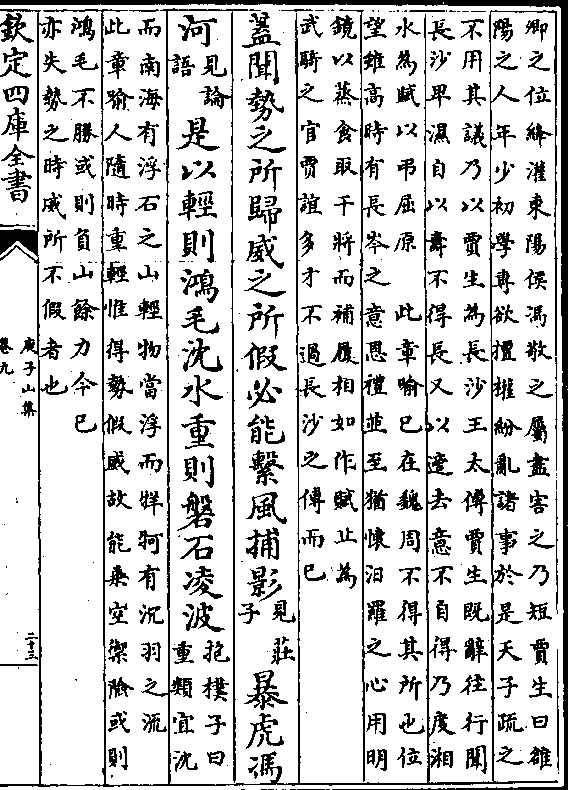 卿之位絳灌東陽侯馮敬之屬盡害之乃短賈生曰雒
陽之人年少初學專欲擅權紛亂諸事於是天子疏之
不用其議乃以賈生為長沙王太傅賈生既辭往行聞
長沙卑濕自以壽不得長又以適去意不自得乃度湘
水為賦以弔屈原　此章喻己在魏周不得其所也位
望雖高時有長岑之意恩禮並至猶懷汨羅之心用明
鏡以蒸食取干將而補履相如作賦止為
武騎之官賈誼多才不過長沙之傅而已
蓋聞勢之所歸威之所假必能繫風捕影見莊子暴虎馮
河見論語是以輕則鴻毛沈水重則磐石凌波抱樸子曰重類宜沈
而南海有浮石之山輕物當浮而牂牁有沉羽之流
此章喻人隨時重輕惟得勢假威故能乗空禦險或則
鴻毛不勝或則負山餘力今已
亦失勢之時威所不假者也
欽定四庫全書
庾子山集
卷九
二十三